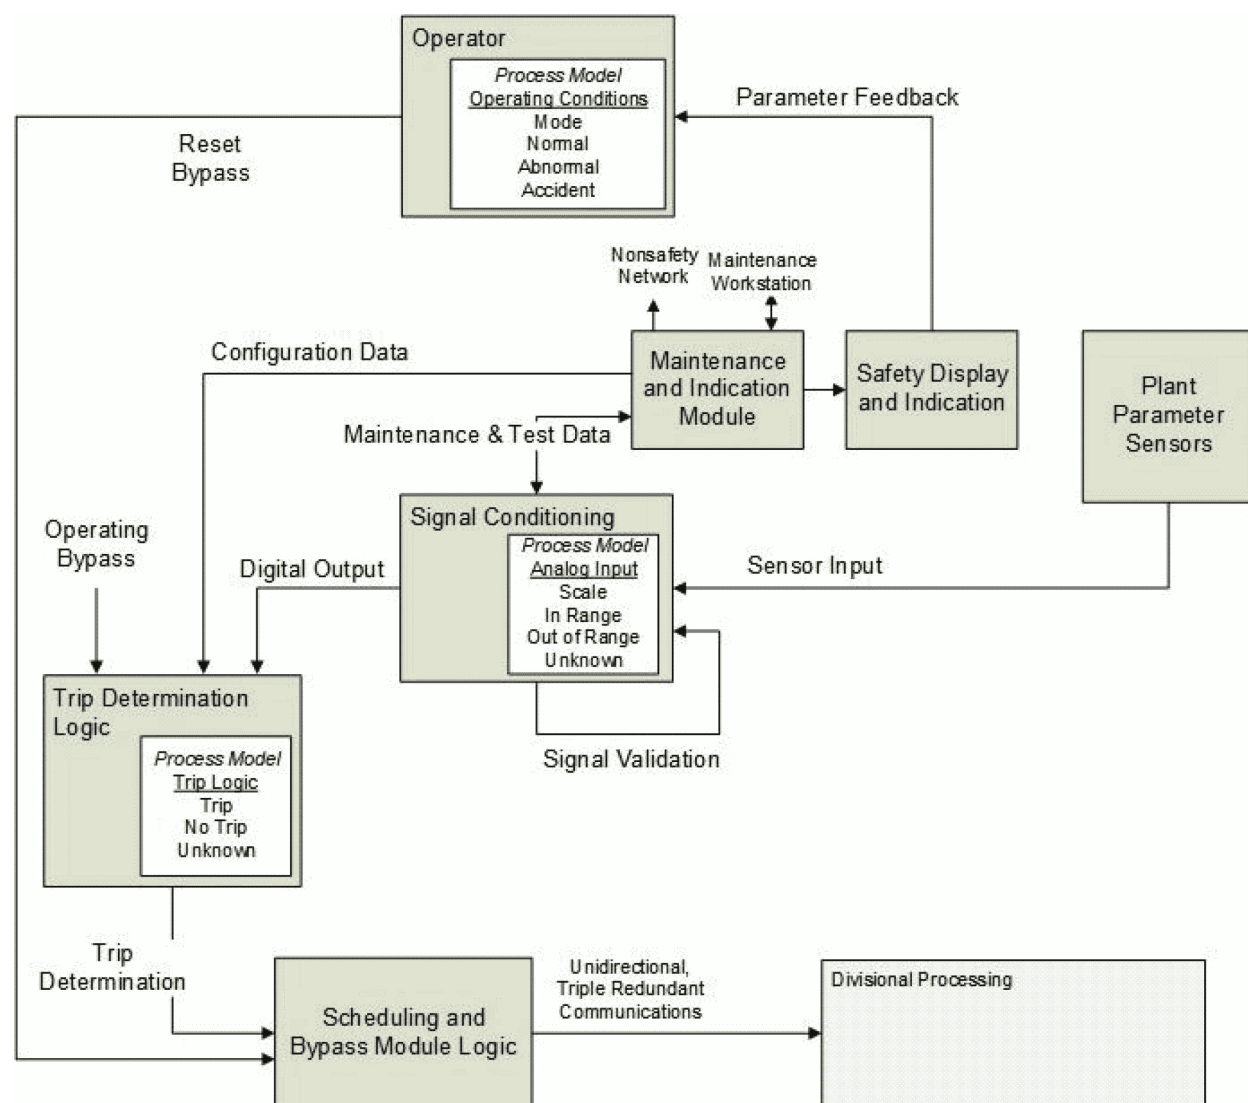 Operator
Process Model
Operating Conditions
Mode
Normal
Abnormal
Accident
Parameter Feedback
Reset
Bypass
Nonsafety
Network
Maintenance
Workstation
Configuration Data
Maintenance
and Indication
Module
Safety Display
and Indication
Plant
Parameter
Sensors
Maintenance & Test Data
Signal Conditioning
Process Model
Analog Input
Scale
In Range
Out of Range
Unknown
Operating
Bypass
Digital Output
Sensor Input
Trip Determination
Logic
Process Model
Trip Logic
Trip
No Trip
Unknown
Signal Validation
Trip
Determination
Scheduling and
Bypass Module Logic
Unidirectional,
Triple Redundant
Communications
Divisional Processing